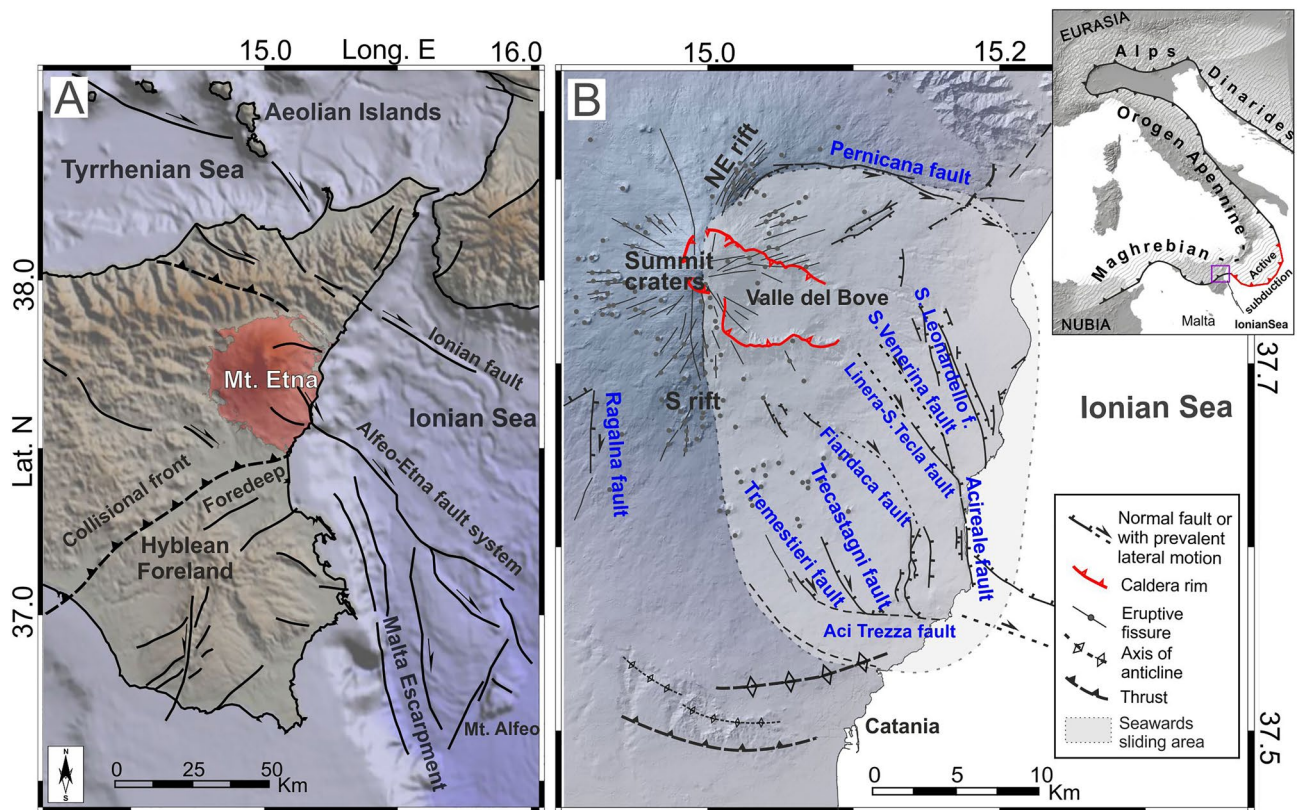 15.0
Long. E
16.0
A
Aeolian Islands
Tyrrhenian Sea
38.0
Mt. Etna
Ionian fault
Ionian Sea
Lat. N
Alfeo-Etna fault system
Collisional front
Foredeep
Hyblean
Foreland
37.0
Malta Escarpment
Mt. Alfeo
N
S
0 25 50
Km
15.0
15.2
B
NE rift
Pernicana fault
Summit
craters
Valle del Bove
S.Leonardello f.
S.Venerina fault
Linera-S.Tecla fault
S rift
Ragalna fault
Fiandaca fault
Trecastagni fault
Tremestieri fault
Acireale fault
Aci Trezza fault
Catania
0 5 10
Km
37.7
37.5
Ionian Sea
EURASIA
Alps
Dinarides
Orogen Apennine
Maghrebian
Active
subduction
NUBIA
Malta
IonianSea
Normal fault or
with prevalent
lateral motion
Caldera rim
Eruptive
fissure
Axis of
anticline
Thrust
Seawards
sliding area